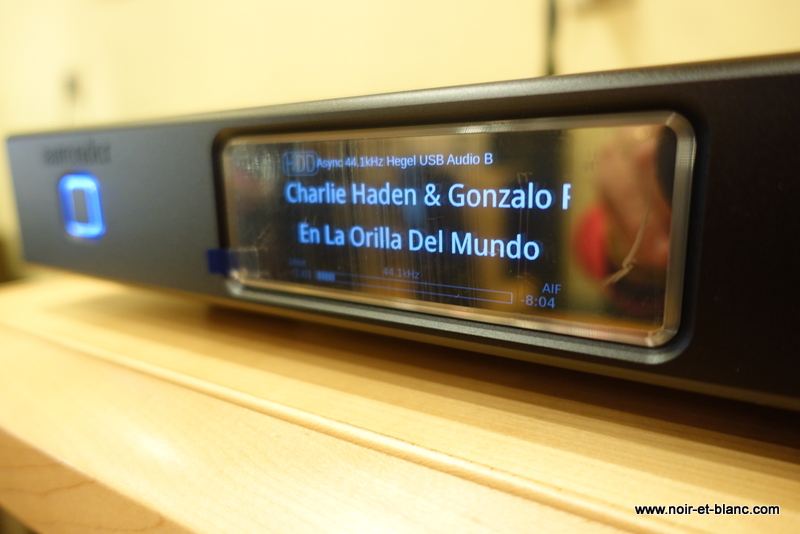 HDD Async 44.1kHz Hegel USB Audio B
Charlie Haden & Gonzalo R
En La Orilla Del Mundo
44.1kHz
AIF
-8:04
www.noir-et-blanc.com